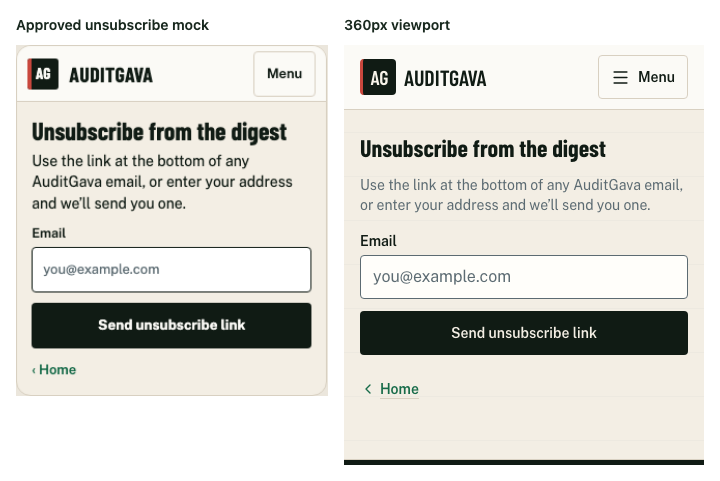 Approved unsubscribe mock
AG AUDITGAVA Menu
Unsubscribe from the digest
Use the link at the bottom of any
AuditGava email, or enter your address
and we’ll send you one.
Email
you@example.com
Send unsubscribe link
‹ Home
360px viewport
AG AUDITGAVA Menu
Unsubscribe from the digest
Use the link at the bottom of any AuditGava email,
or enter your address and we’ll send you one.
Email
you@example.com
Send unsubscribe link
Home